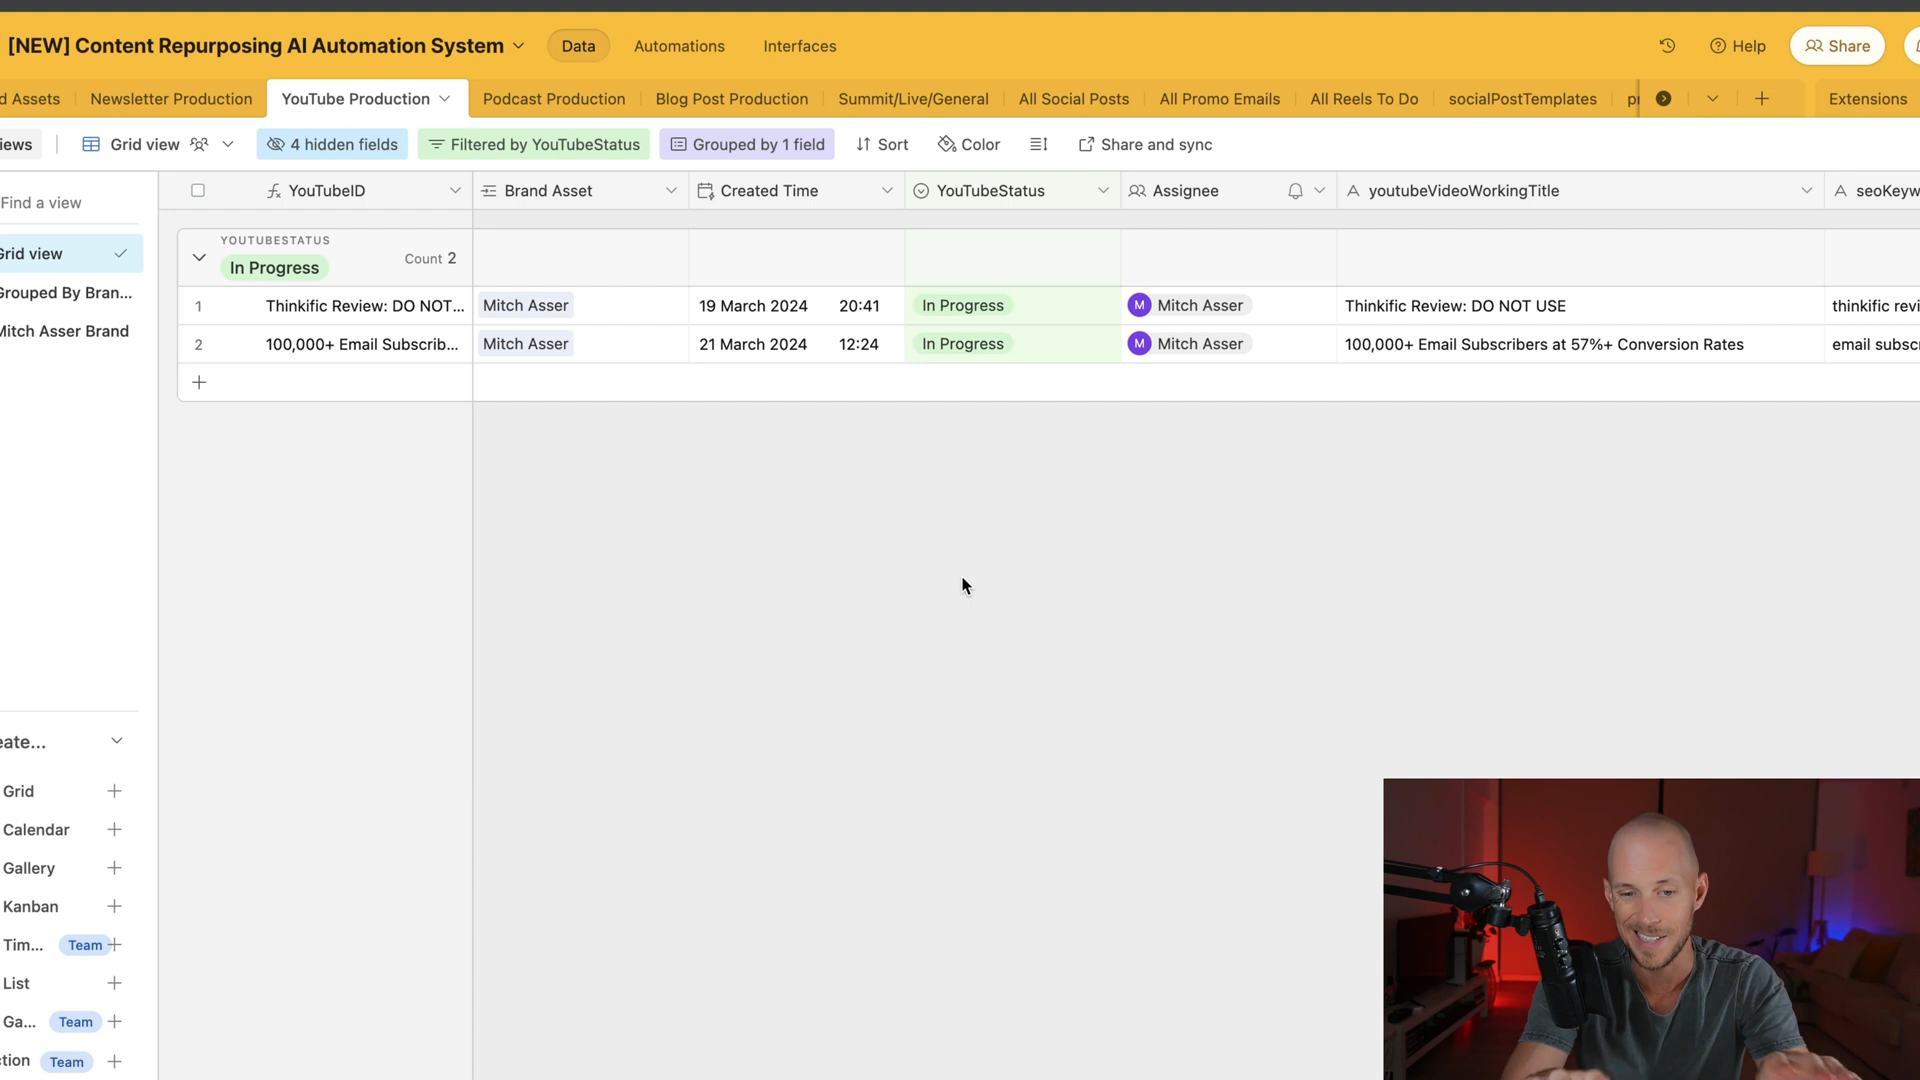 [NEW] Content Repurposing AI Automation System Data Automations Interfaces Help Share
d Assets Newsletter Production YouTube Production Podcast Production Blog Post Production Summit/Live/General All Social Posts All Promo Emails All Reels To Do socialPostTemplates Extensions
iews Grid view 4 hidden fields Filtered by YouTubeStatus Grouped by 1 field Sort Color Share and sync
Find a view
Grid view
Grouped By Bran...
Mitch Asser Brand
YouTubeID Brand Asset Created Time YouTubeStatus Assignee youtubeVideoWorkingTitle seoKeyw
YOUTUBESTATUS
In Progress Count 2
1 Thinkific Review: DO NOT... Mitch Asser 19 March 2024 20:41 In Progress M Mitch Asser Thinkific Review: DO NOT USE thinkific revi
2 100,000+ Email Subscrib... Mitch Asser 21 March 2024 12:24 In Progress M Mitch Asser 100,000+ Email Subscribers at 57%+ Conversion Rates email subsc
eate...
Grid
Calendar
Gallery
Kanban
Tim... Team
List
Ga... Team
ction Team